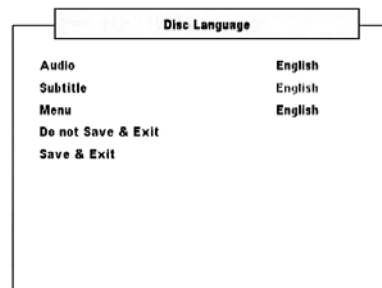 Disc Language
Audio English
Subtitle English
Menu English
Do not Save & Exit
Save & Exit